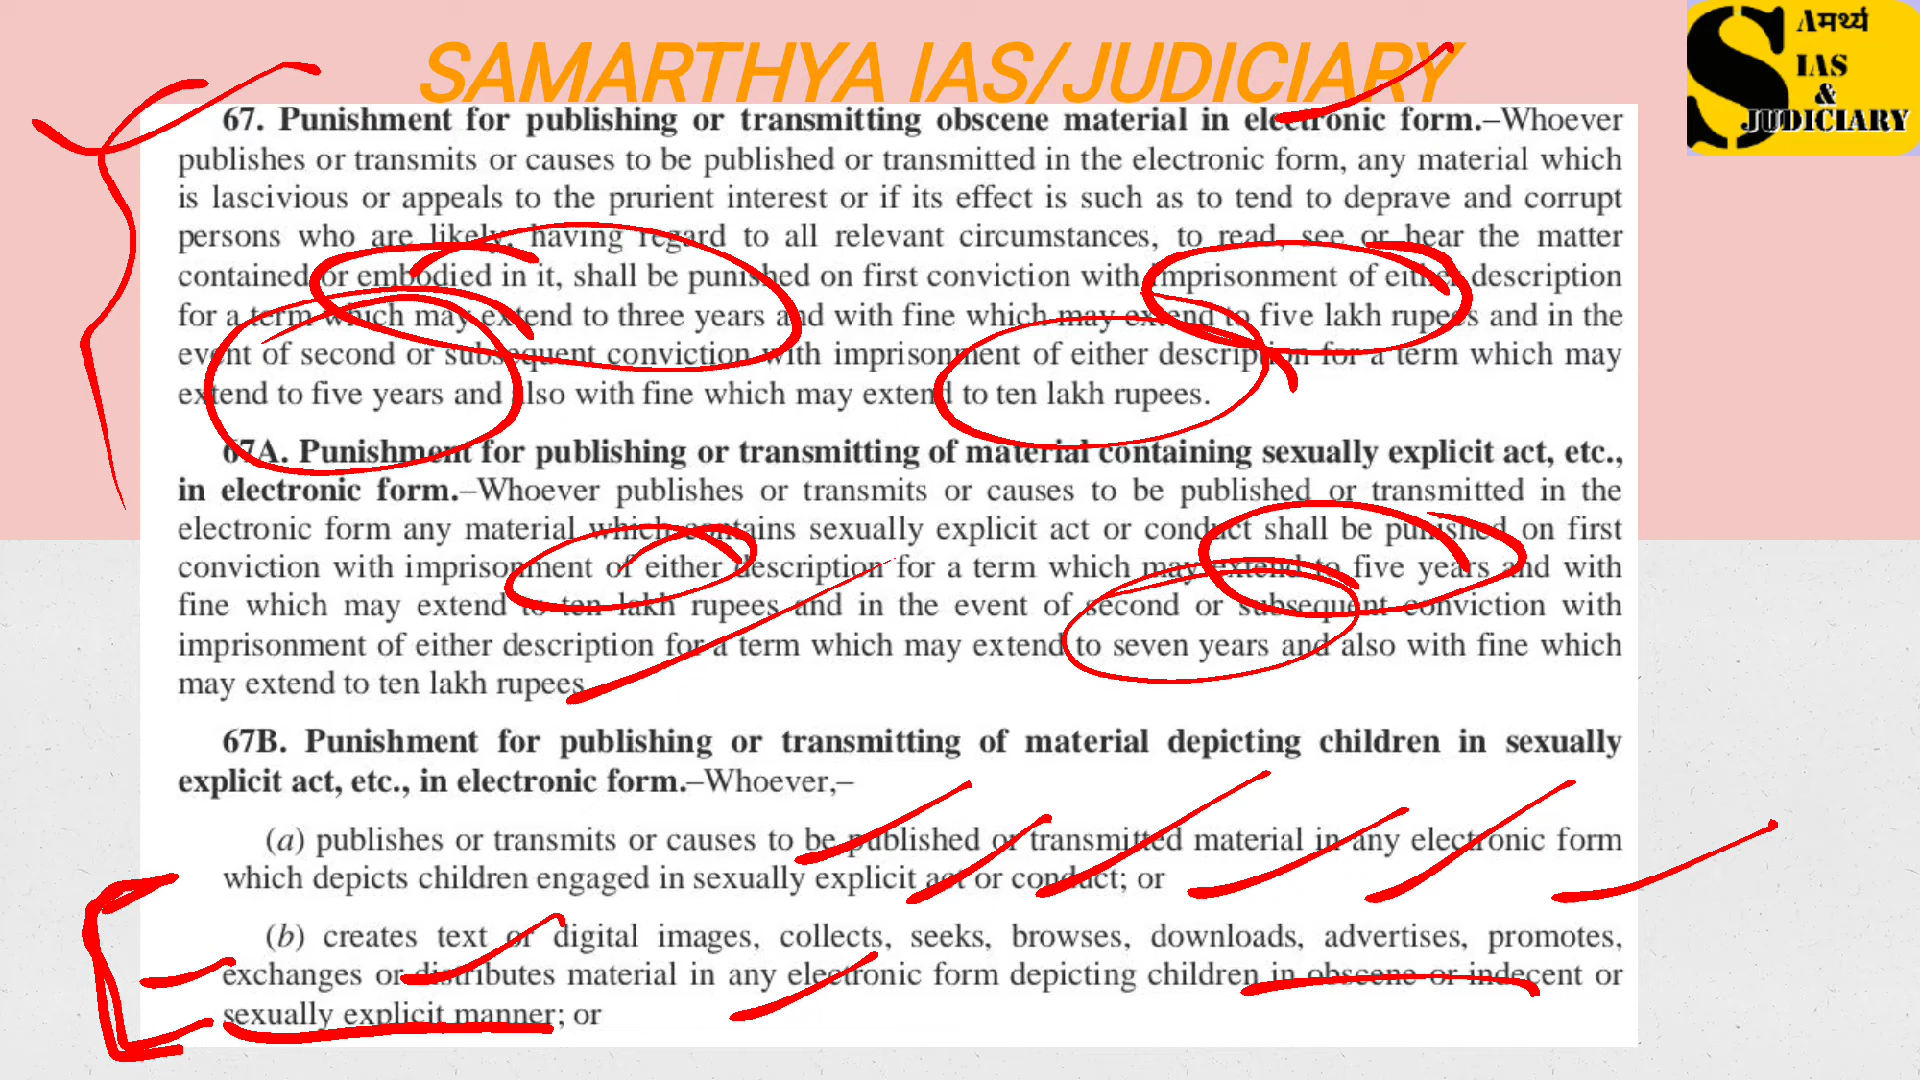 SAMARTHYA IAS/JUDICIARY
Aमर्थ्य
IAS
&
JUDICIARY
67. Punishment for publishing or transmitting obscene material in electronic form.–Whoever
publishes or transmits or causes to be published or transmitted in the electronic form, any material which
is lascivious or appeals to the prurient interest or if its effect is such as to tend to deprave and corrupt
persons who are likely, having regard to all relevant circumstances, to read, see or hear the matter
contained or embodied in it, shall be punished on first conviction with imprisonment of either description
for a term which may extend to three years and with fine which may extend to five lakh rupees and in the
event of second or subsequent conviction with imprisonment of either description for a term which may
extend to five years and also with fine which may extend to ten lakh rupees.
67A. Punishment for publishing or transmitting of material containing sexually explicit act, etc.,
in electronic form.–Whoever publishes or transmits or causes to be published or transmitted in the
electronic form any material which contains sexually explicit act or conduct shall be punished on first
conviction with imprisonment of either description for a term which may extend to five years and with
fine which may extend to ten lakh rupees and in the event of second or subsequent conviction with
imprisonment of either description for a term which may extend to seven years and also with fine which
may extend to ten lakh rupees.
67B. Punishment for publishing or transmitting of material depicting children in sexually
explicit act, etc., in electronic form.–Whoever,–
(a) publishes or transmits or causes to be published or transmitted material in any electronic form
which depicts children engaged in sexually explicit act or conduct; or
(b) creates text or digital images, collects, seeks, browses, downloads, advertises, promotes,
exchanges or distributes material in any electronic form depicting children in obscene or indecent or
sexually explicit manner; or